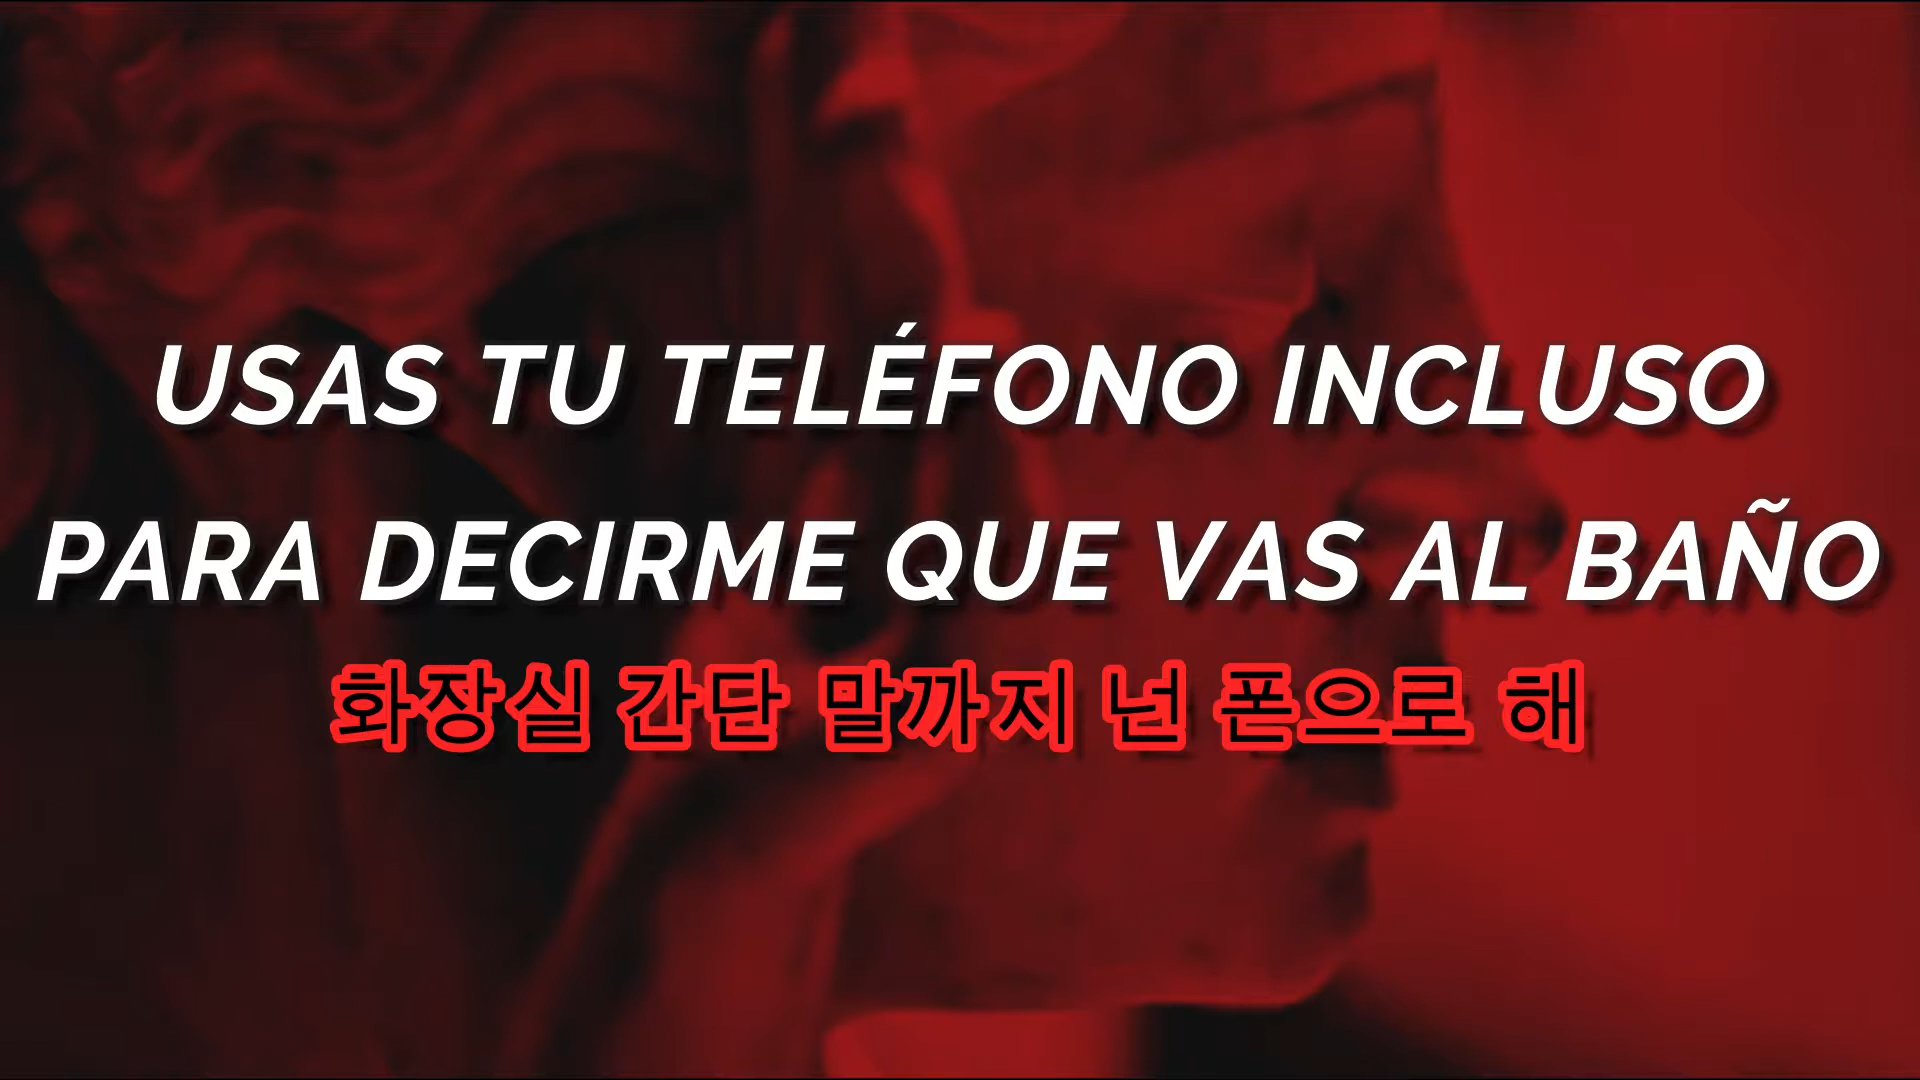 USAS TU TELÉFONO INCLUSO
PARA DECIRME QUE VAS AL BAÑO
화장실 간단 말까지 넌 폰으로 해